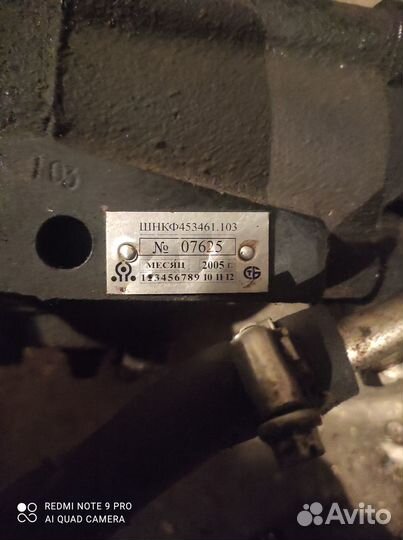 103
ШНКФ453461.103
№ 07625
МЕСЯЦ 2005 г.
123456789 10 11 12
СТБ
REDMI NOTE 9 PRO
AI QUAD CAMERA
Avito